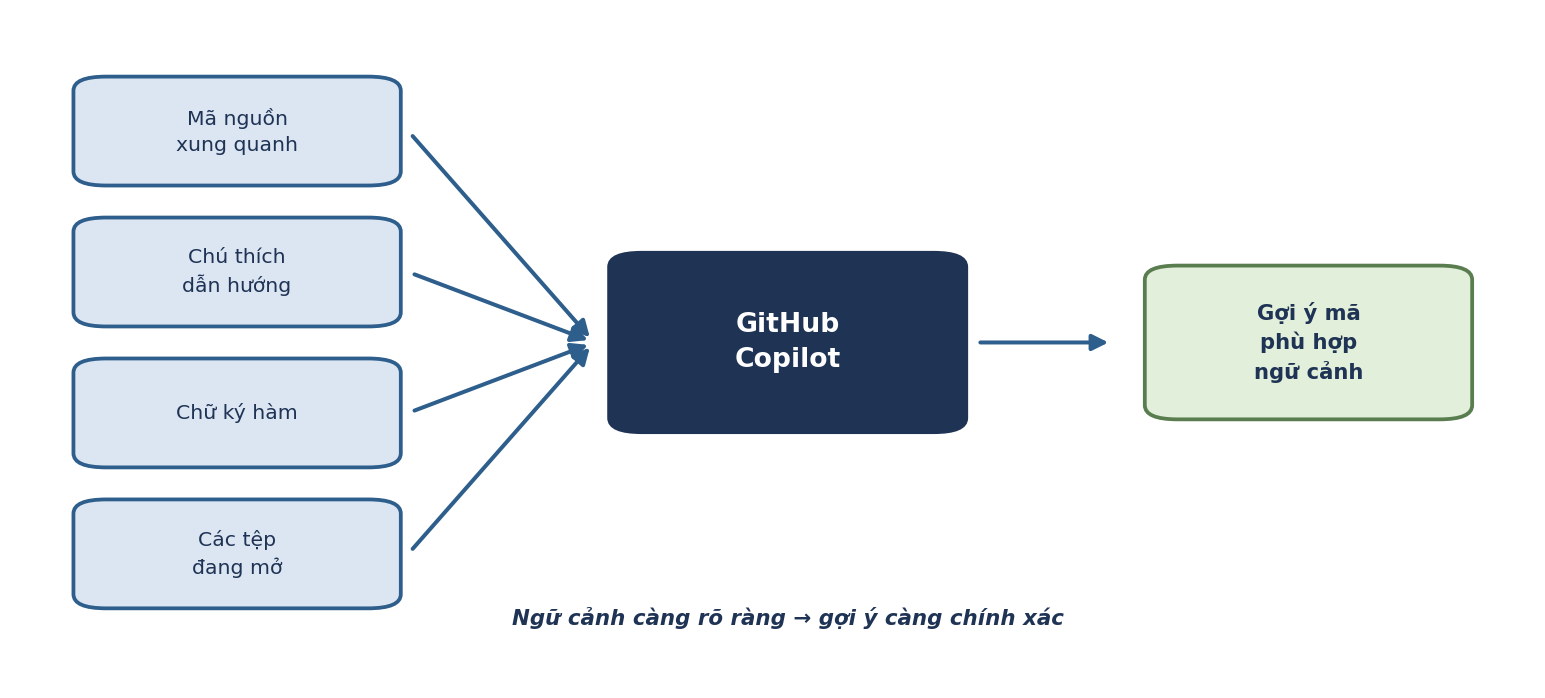 Mã nguồn
xung quanh
Chú thích
dẫn hướng
Chữ ký hàm
Các tệp
đang mở
GitHub
Copilot
Gợi ý mã
phù hợp
ngữ cảnh
Ngữ cảnh càng rõ ràng → gợi ý càng chính xác